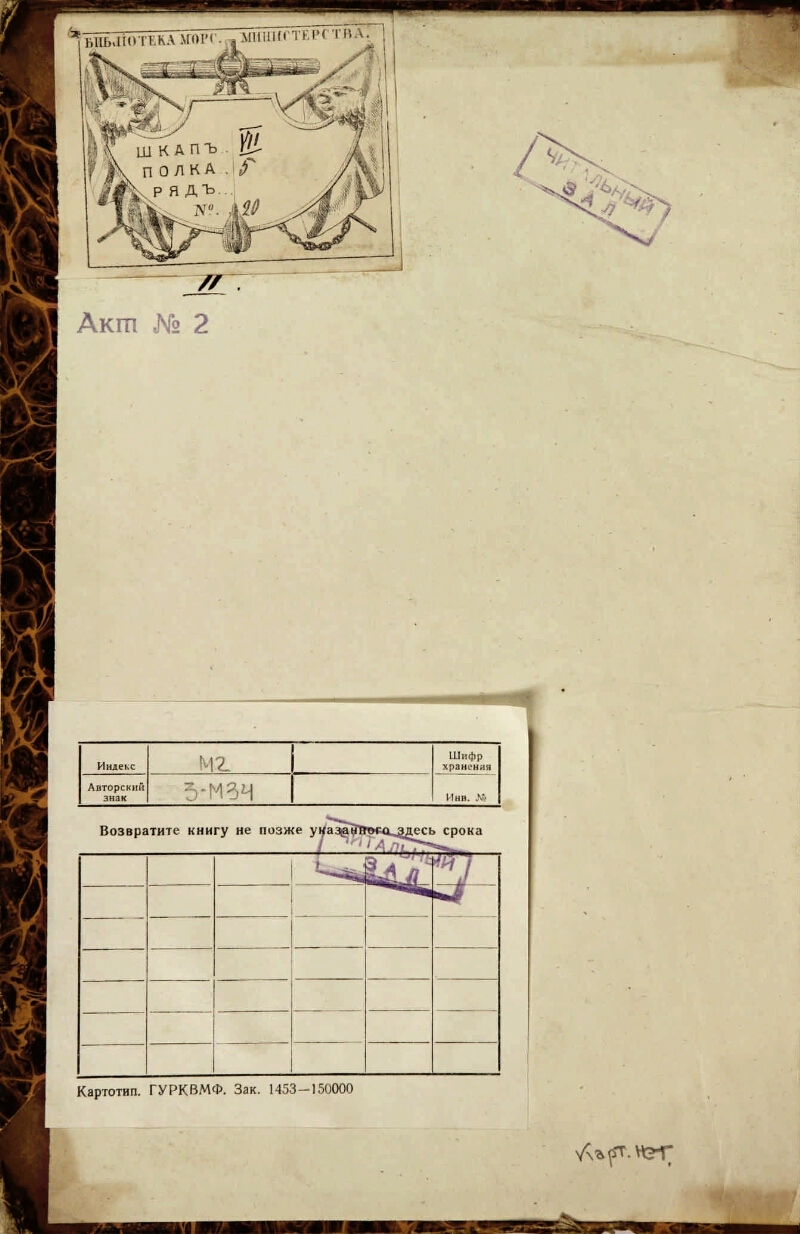 БИБЛІОТЕКА МОРС. МИНИСТЕРСТВА.
ШКАПЪ . VII
ПОЛКА . 5
РЯДЪ...
№. 20
11 .
Акт № 2
ЧИТАЛЬНЫЙ
ЗАЛ
Индекс М2 Шифр хранения
Авторский знак 3-М34 Инв. №
Возвратите книгу не позже указанного здесь срока
ЧИТАЛЬНЫЙ
ЗАЛ
Картотип. ГУРКВМФ. Зак. 1453—150000
Карт. нет